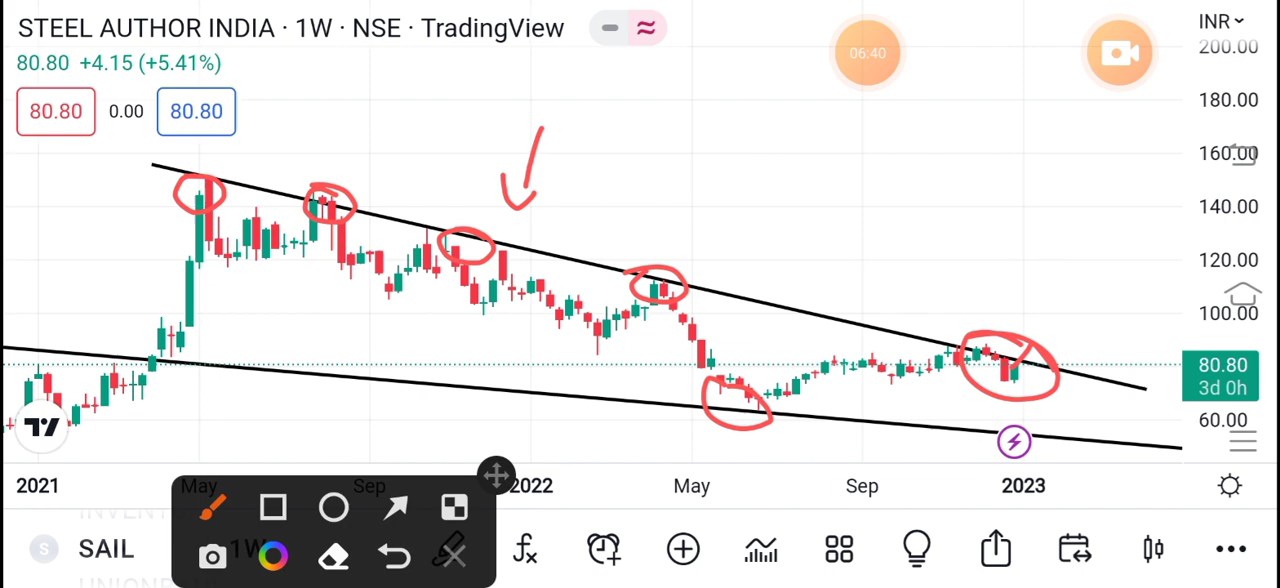 STEEL AUTHOR INDIA · 1W · NSE · TradingView
INR
06:40
200.00
80.80 +4.15 (+5.41%)
80.80 0.00 80.80
180.00
160.00
140.00
120.00
100.00
80.80
3d 0h
60.00
2021 May Sep 2022 May Sep 2023
S SAIL 1W